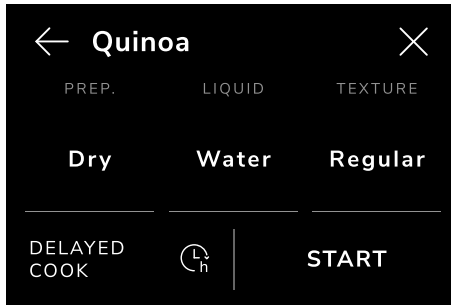 Quinoa
PREP. LIQUID TEXTURE
Dry Water Regular
DELAYED
COOK
h
START